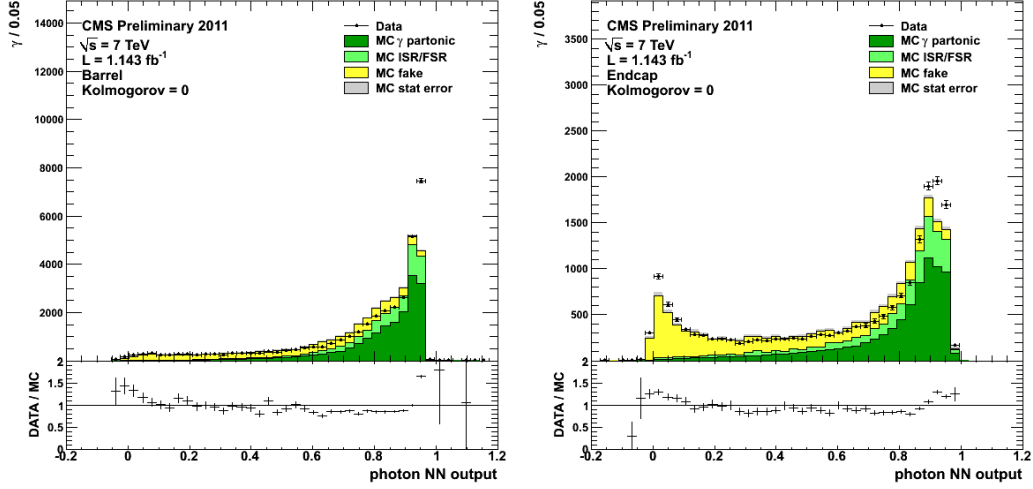 γ / 0.05
14000
12000
10000
8000
6000
4000
2000
CMS Preliminary 2011
√s = 7 TeV
L = 1.143 fb⁻¹
Barrel
Kolmogorov = 0
Data
MC γ partonic
MC ISR/FSR
MC fake
MC stat error
DATA / MC
2
1.5
1
0.5
0
-0.2 0 0.2 0.4 0.6 0.8 1 1.2
photon NN output
γ / 0.05
3500
3000
2500
2000
1500
1000
500
CMS Preliminary 2011
√s = 7 TeV
L = 1.143 fb⁻¹
Endcap
Kolmogorov = 0
Data
MC γ partonic
MC ISR/FSR
MC fake
MC stat error
DATA / MC
2
1.5
1
0.5
0
-0.2 0 0.2 0.4 0.6 0.8 1 1.2
photon NN output